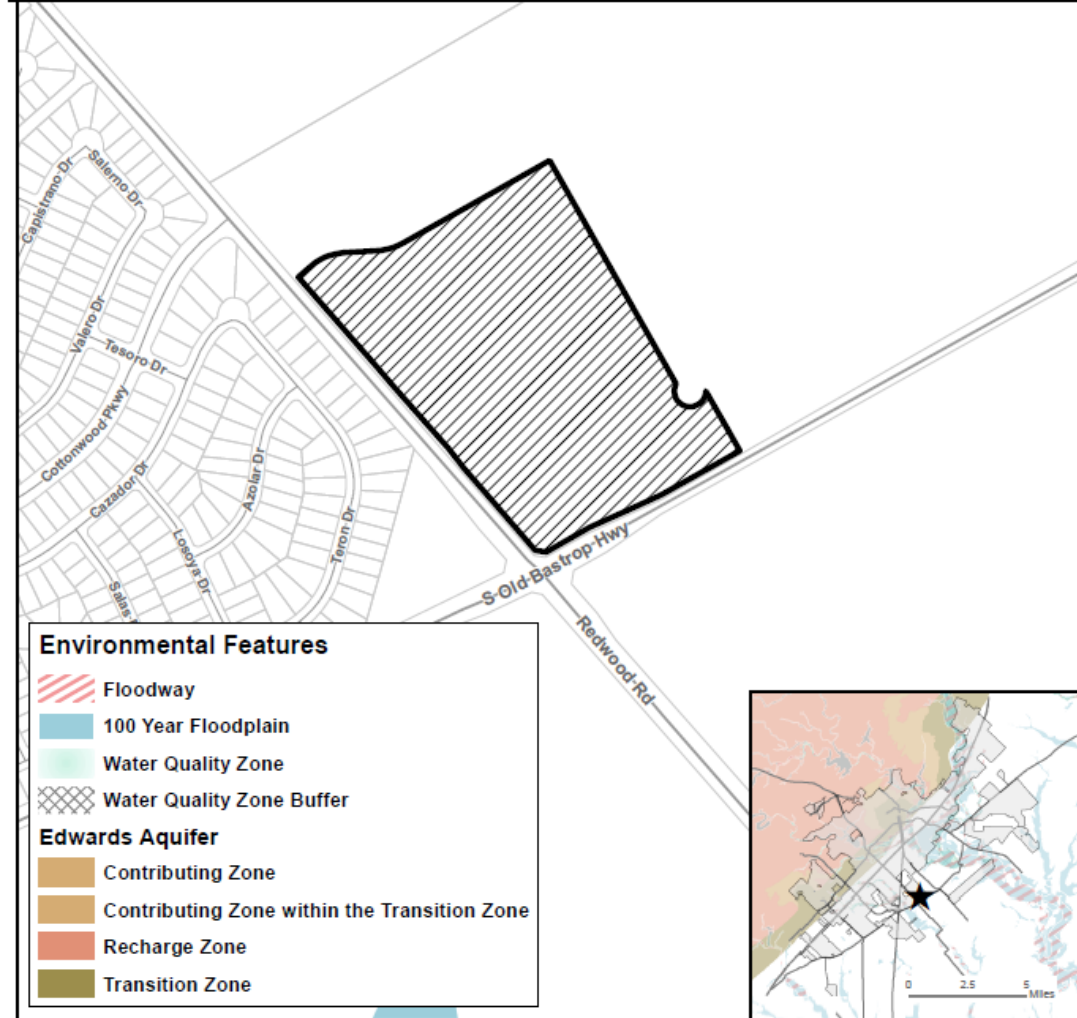 Salerno Dr
Capistrano Dr
Valero Dr
Tesoro Dr
Cottonwood Pkwy
Cazador Dr
Azolar Dr
Losoya Dr
Teron Dr
Salas
S Old Bastrop Hwy
Redwood Rd
Environmental Features
Floodway
100 Year Floodplain
Water Quality Zone
Water Quality Zone Buffer
Edwards Aquifer
Contributing Zone
Contributing Zone within the Transition Zone
Recharge Zone
Transition Zone
0 2.5 5
Miles